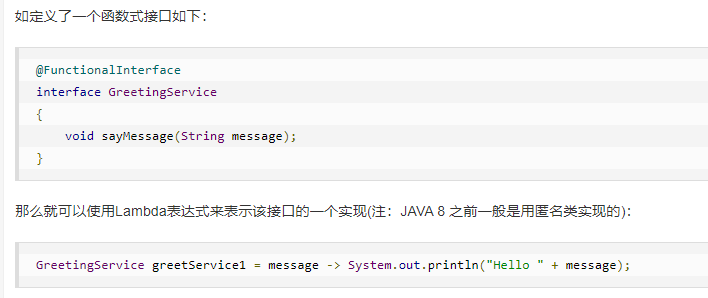 如定义了一个函数式接口如下：
@FunctionalInterface
interface GreetingService
{
    void sayMessage(String message);
}
那么就可以使用Lambda表达式来表示该接口的一个实现(注：JAVA 8 之前一般是用匿名类实现的)：
GreetingService greetService1 = message -> System.out.println("Hello " + message);